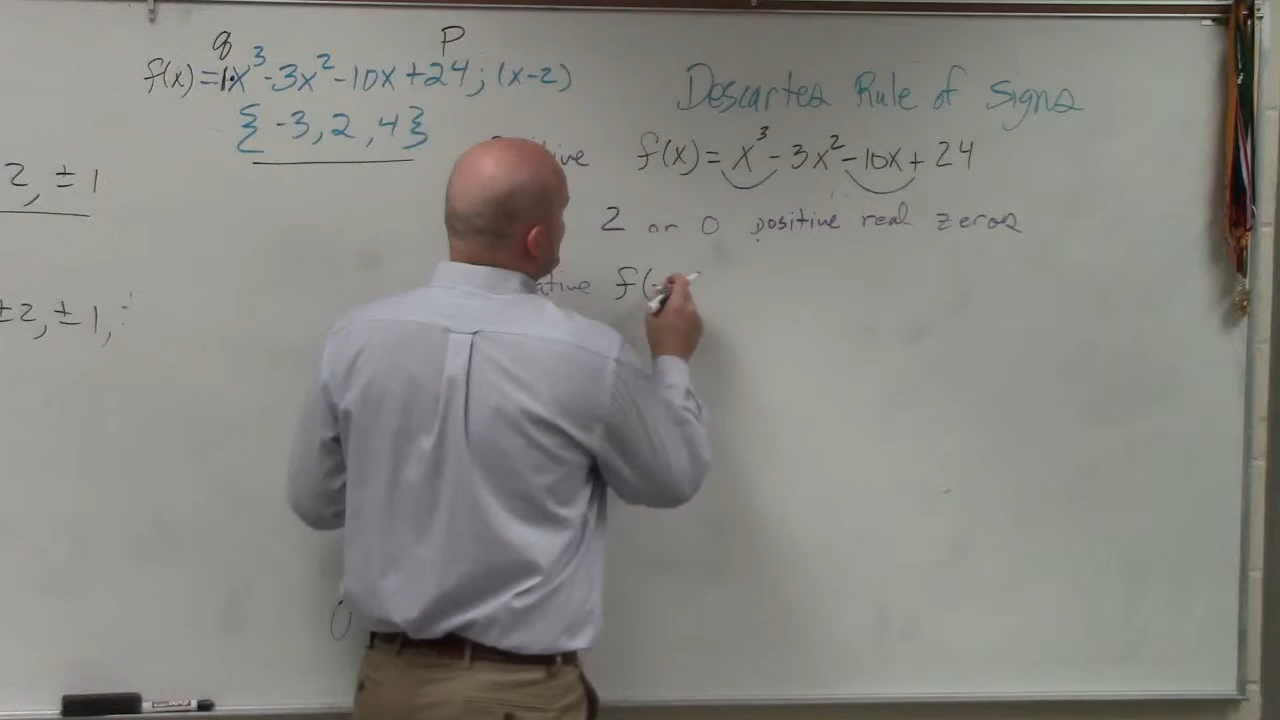 q P
f(x) = 1x³ - 3x² - 10x + 24; (x-2)
{ -3, 2, 4 }
2, ± 1
±2, ± 1,
Descartes Rule of Signs
f(x) = x³ - 3x² - 10x + 24
2 or 0 positive real zeros
f(-